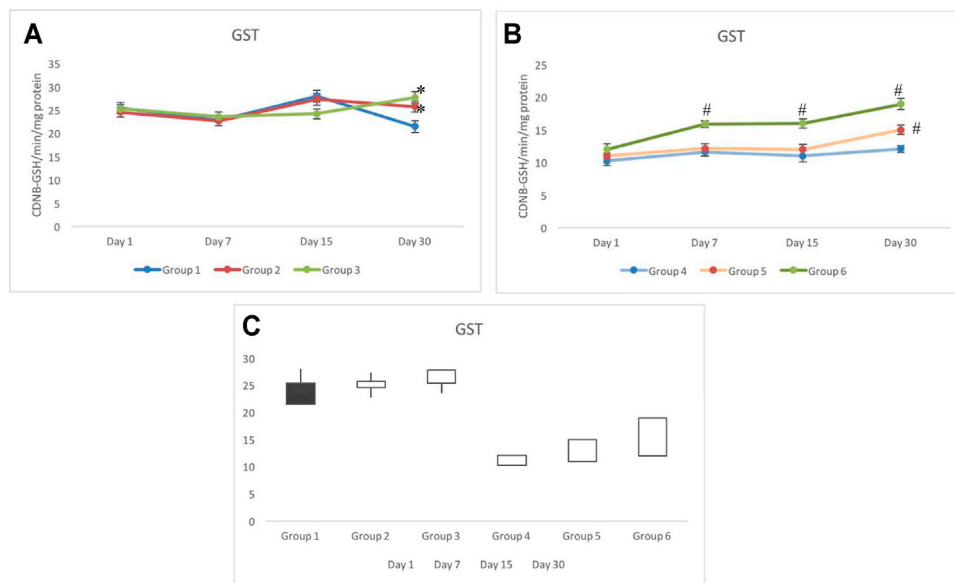 A
GST
CDNB-GSH/min/mg protein
35
30
25
20
15
10
5
0
*
*
Day 1 Day 7 Day 15 Day 30
Group 1 Group 2 Group 3
B
GST
CDNB-GSH/min/mg protein
25
20
15
10
5
0
# # # #
Day 1 Day 7 Day 15 Day 30
Group 4 Group 5 Group 6
C
GST
30
25
20
15
10
5
0
Group 1 Group 2 Group 3 Group 4 Group 5 Group 6
Day 1 Day 7 Day 15 Day 30